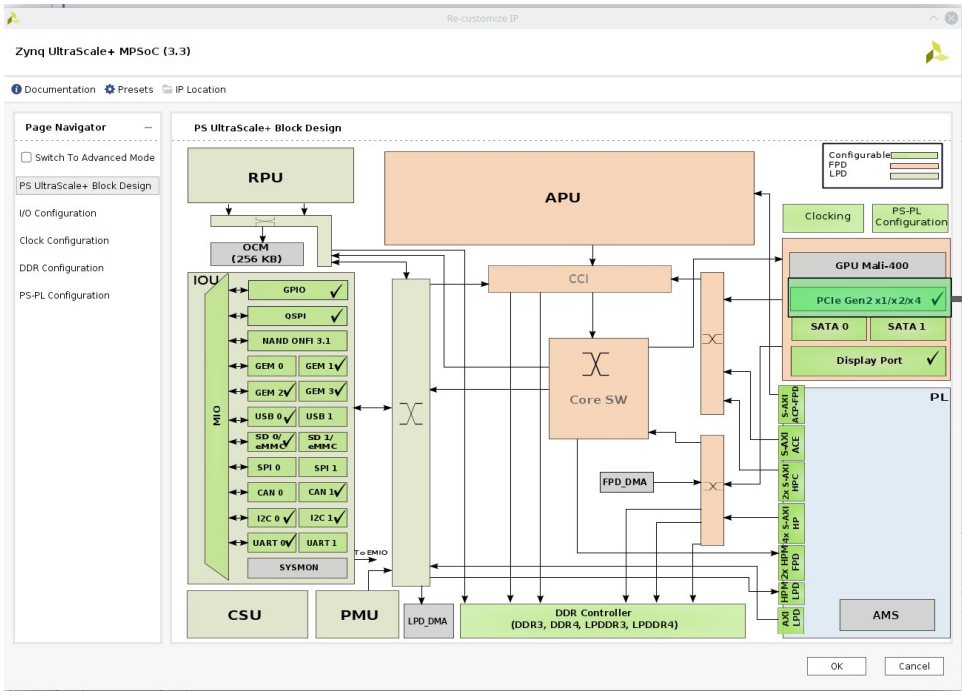 Re-customize IP
Zynq UltraScale+ MPSoC (3.3)
Documentation Presets IP Location
Page Navigator
Switch To Advanced Mode
PS UltraScale+ Block Design
I/O Configuration
Clock Configuration
DDR Configuration
PS-PL Configuration
PS UltraScale+ Block Design
RPU
OCM
(256 KB)
IOU
MIO
GPIO
QSPI
NAND ONFI 3.1
GEM 0 GEM 1
GEM 2 GEM 3
USB 0 USB 1
SD 0/
eMMC
SD 1/
eMMC
SPI 0 SPI 1
CAN 0 CAN 1
I2C 0 I2C 1
UART 0 UART 1
SYSMON
To EMIO
CSU
PMU
LPD_DMA
APU
CCI
Core SW
FPD_DMA
DDR Controller
(DDR3, DDR4, LPDDR3, LPDDR4)
Configurable
FPD
LPD
Clocking
PS-PL
Configuration
GPU Mali-400
PCIe Gen2 x1/x2/x4
SATA 0 SATA 1
Display Port
PL
S-AXI
ACP-FPD
S-AXI
ACE
2x S-AXI
HPC
4x S-AXI
HP
2x HPM
FPD
HPM
LPD
AXI
LPD
AMS
OK Cancel